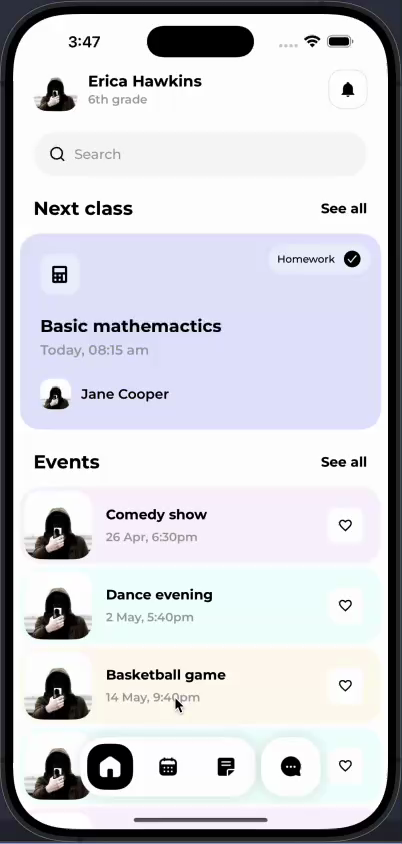 3:47
Erica Hawkins
6th grade
Search
Next class
See all
Homework
Basic mathemactics
Today, 08:15 am
Jane Cooper
Events
See all
Comedy show
26 Apr, 6:30pm
Dance evening
2 May, 5:40pm
Basketball game
14 May, 9:40pm